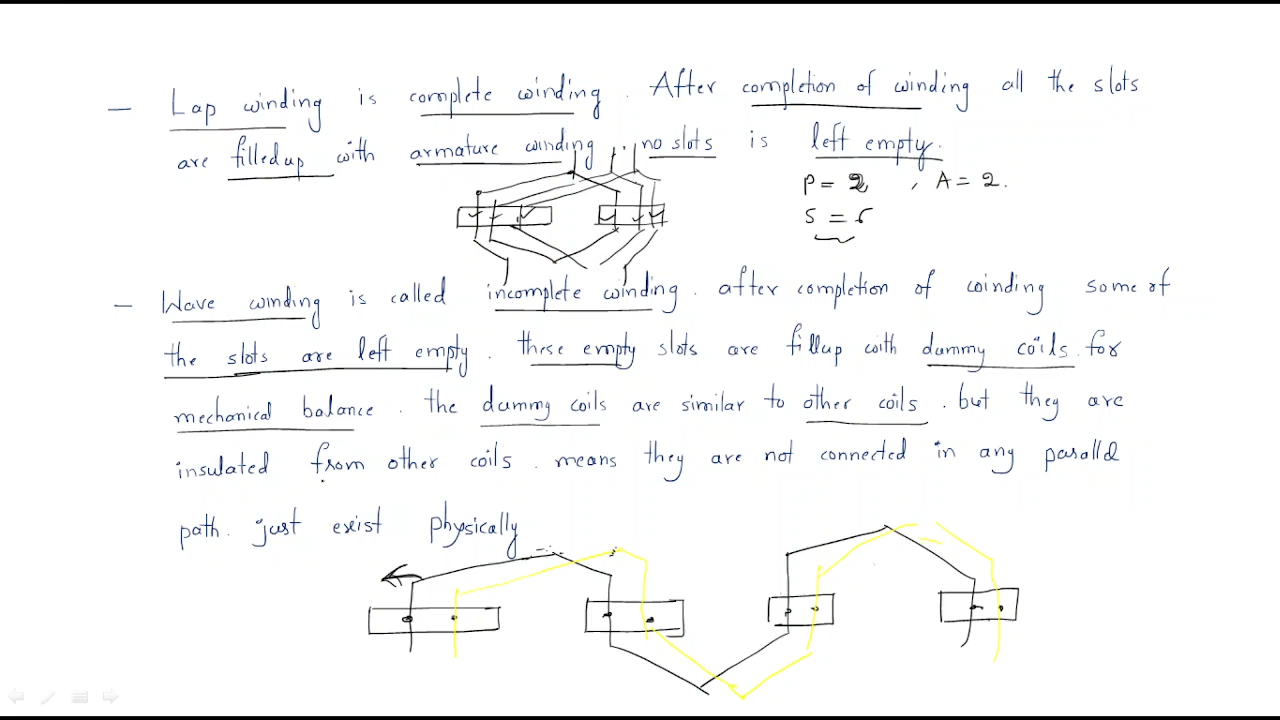 — Lap winding is complete winding. After completion of winding all the slots
are filledup with armature winding .. no slots is left empty.
P = 2 , A = 2.
S = 6
— Wave winding is called incomplete winding. after completion of winding some of
the slots are left empty. these empty slots are fillup with dummy coils for
mechanical balance. the dummy coils are similar to other coils. but they are
insulated from other coils. means they are not connected in any parallel
path. just exist physically